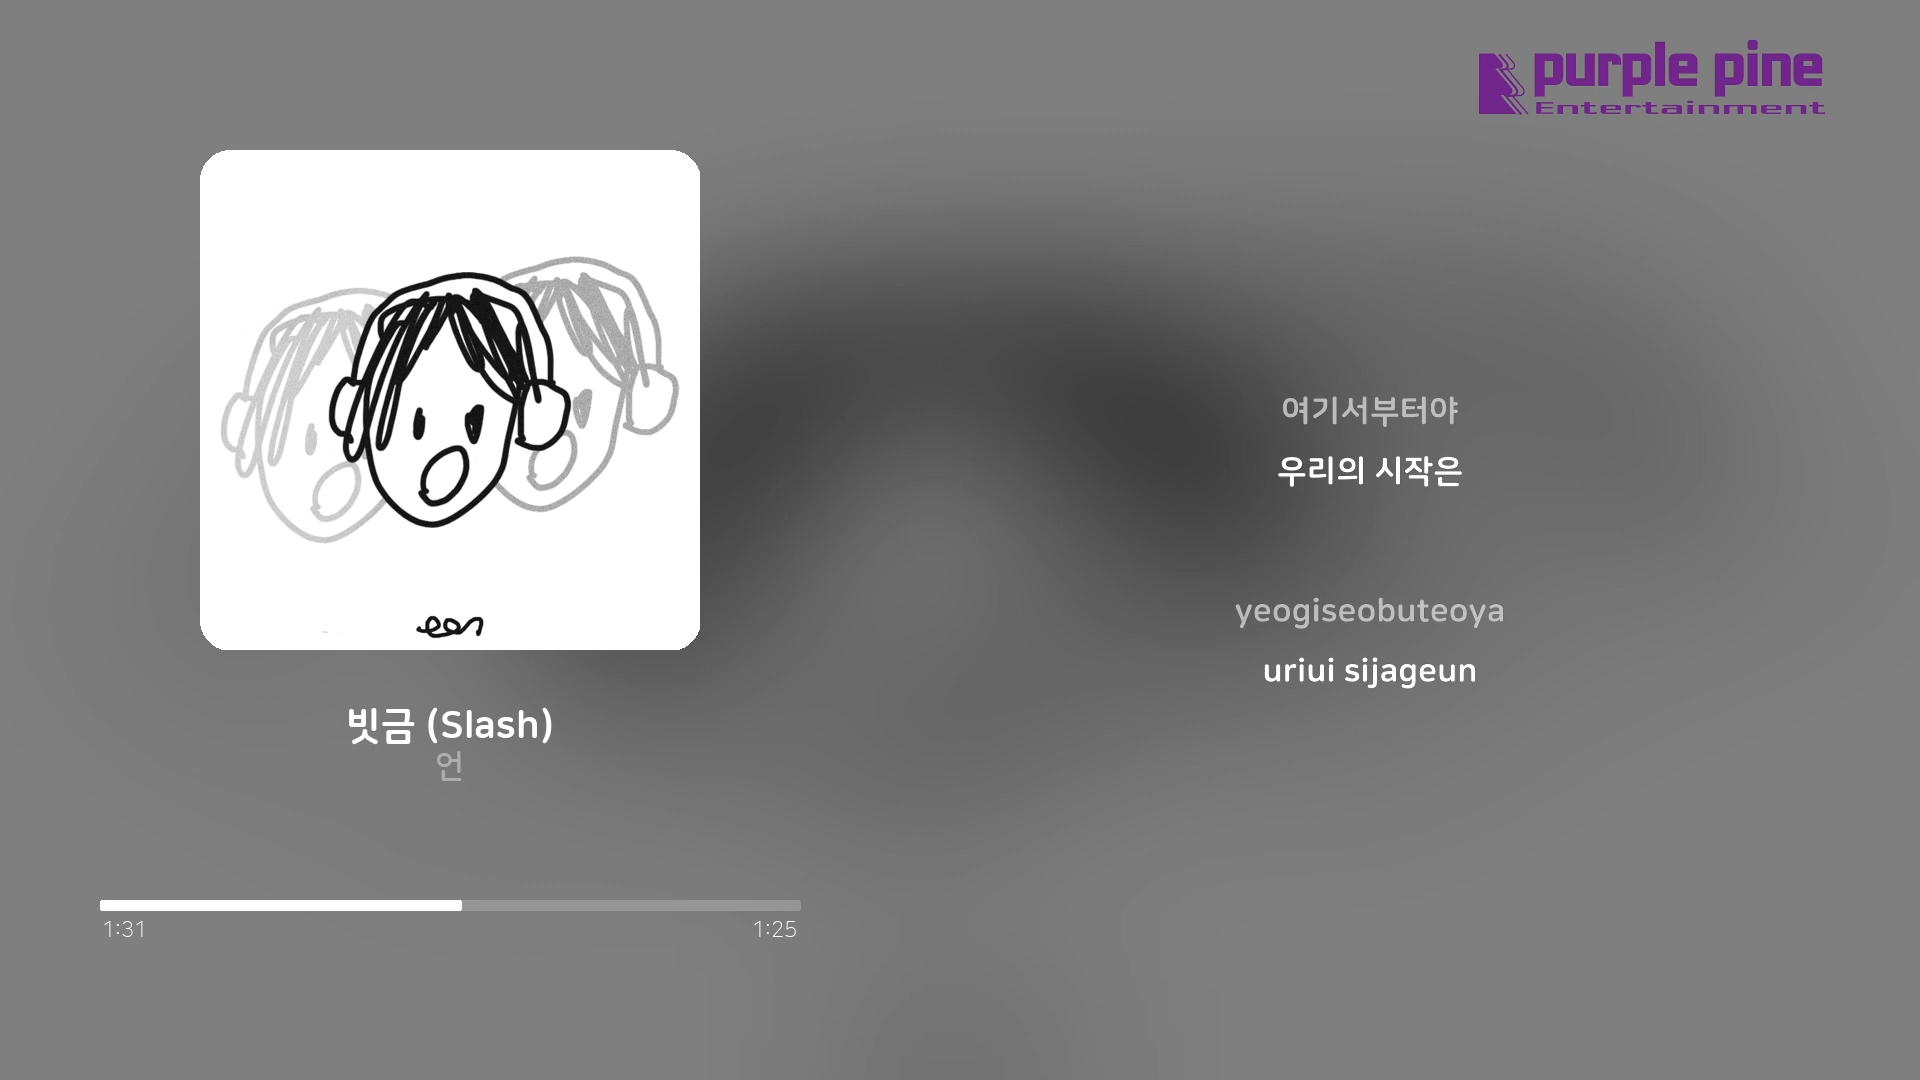 purple pine
Entertainment
een
빗금 (Slash)
언
1:31
1:25
여기서부터야
우리의 시작은
yeogiseobuteoya
uriui sijageun